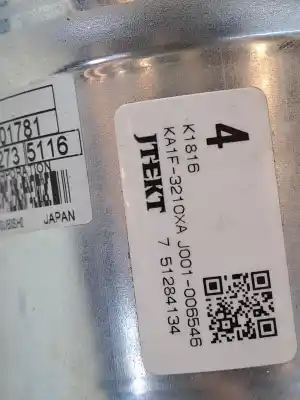 01781
273 5116
JAPAN
4
JTEKT
K1816
KA1F-3210XA J001-006546
7 51284134